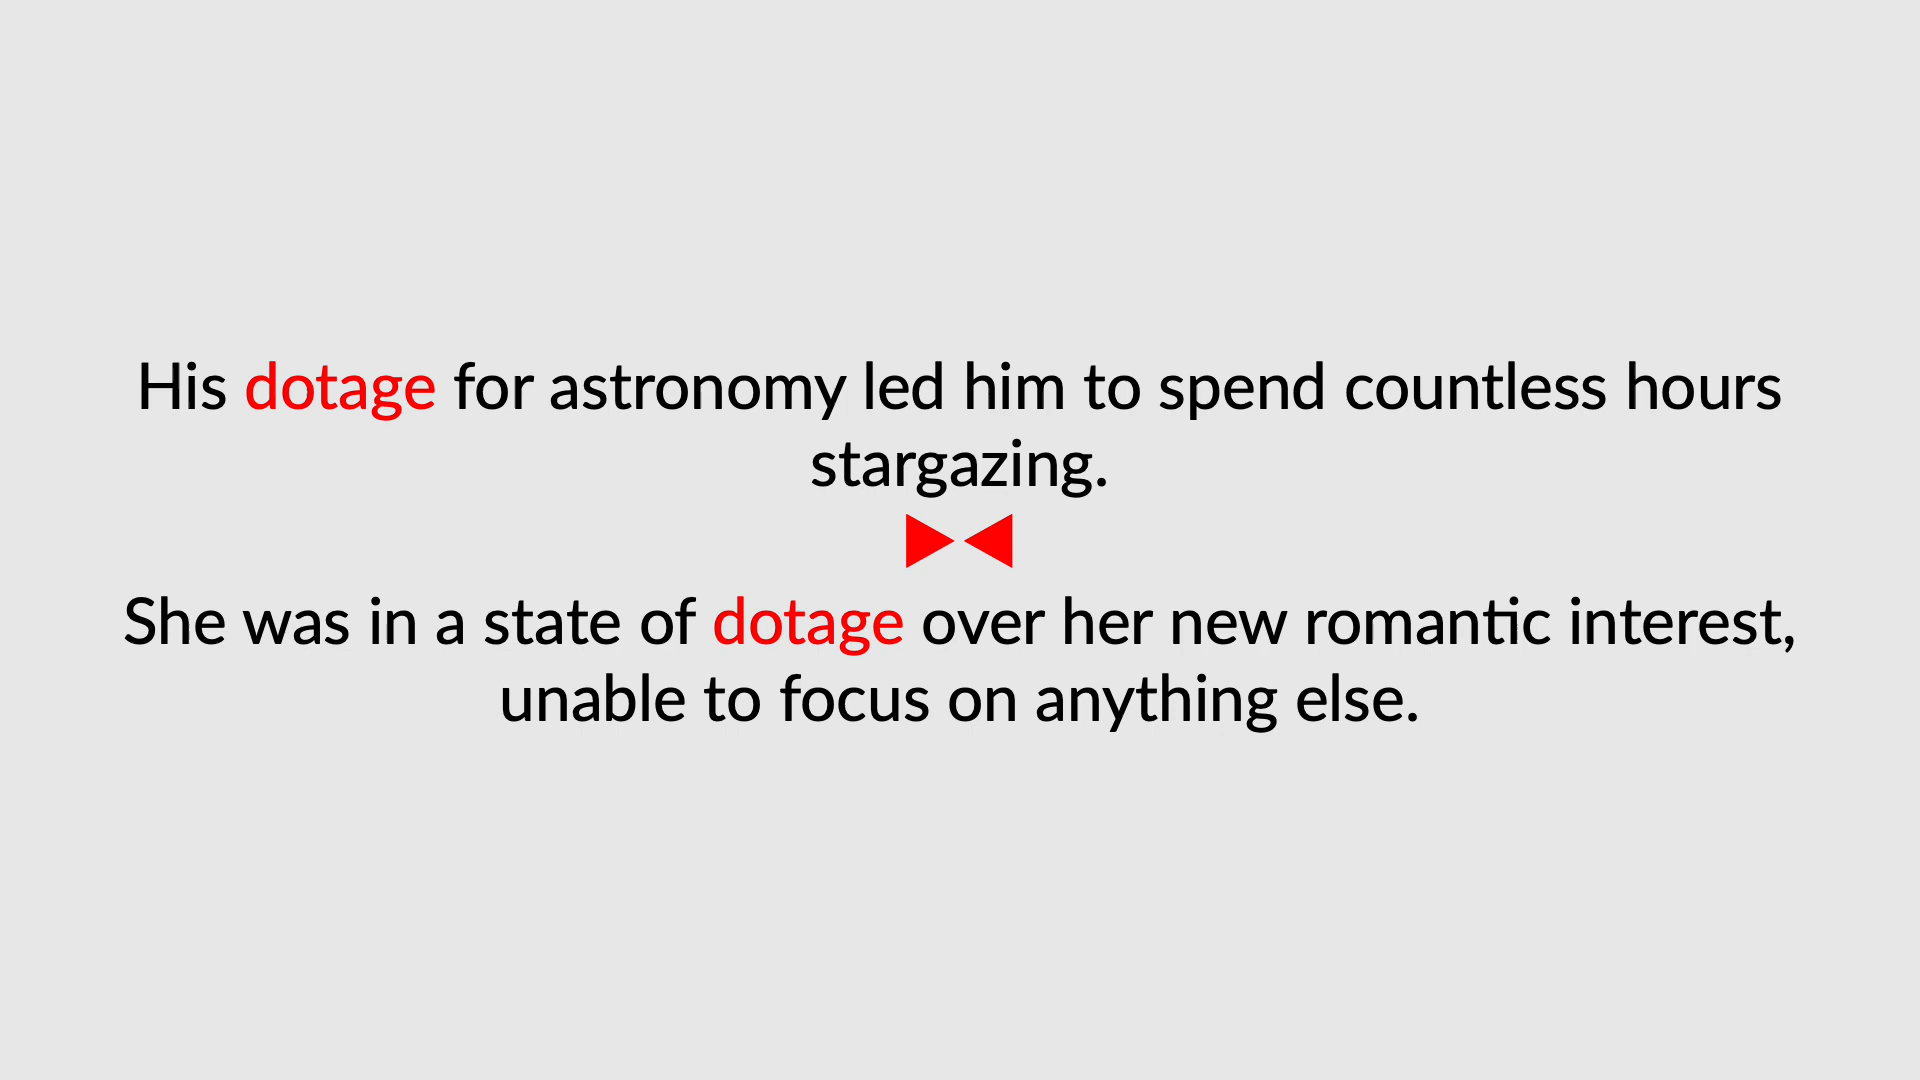 His dotage for astronomy led him to spend countless hours
stargazing.
She was in a state of dotage over her new romantic interest,
unable to focus on anything else.